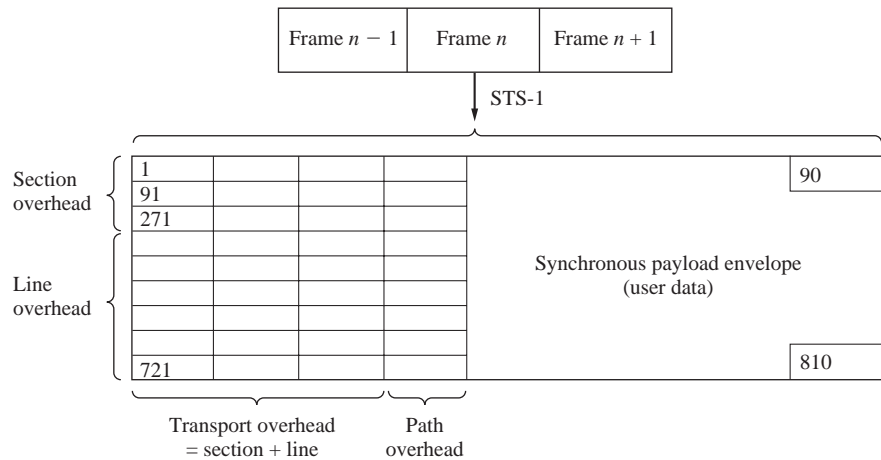 Frame n − 1
Frame n
Frame n + 1
STS-1
Section
overhead
1
90
91
271
Line
overhead
Synchronous payload envelope
(user data)
721
810
Transport overhead
= section + line
Path
overhead